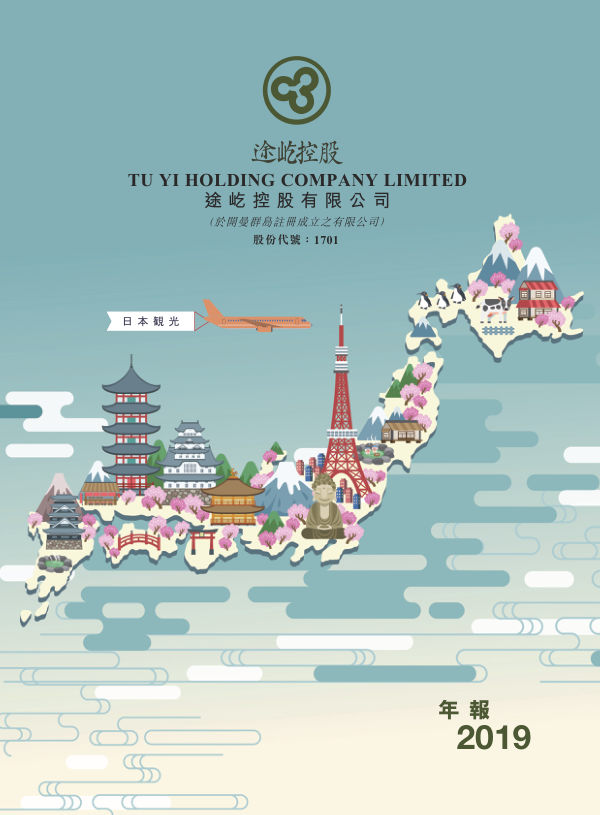 途屹控股
TU YI HOLDING COMPANY LIMITED
途屹控股有限公司
(於開曼群島註冊成立之有限公司)
股份代號：1701
日本観光
年報
2019